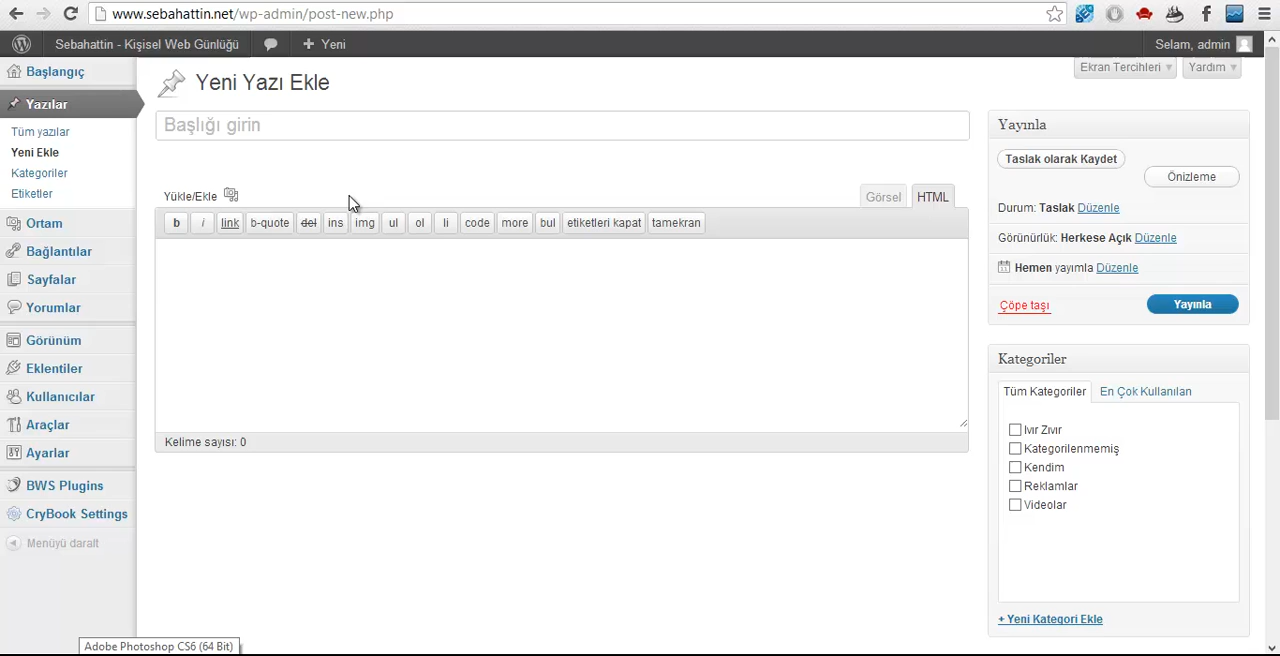 www.sebahattin.net/wp-admin/post-new.php
Sebahattin - Kişisel Web Günlüğü
Yeni
Selam, admin
Başlangıç
Yazılar
Tüm yazılar
Yeni Ekle
Kategoriler
Etiketler
Ortam
Bağlantılar
Sayfalar
Yorumlar
Görünüm
Eklentiler
Kullanıcılar
Araçlar
Ayarlar
BWS Plugins
CryBook Settings
Menüyü daralt
Ekran Tercihleri
Yardım
Yeni Yazı Ekle
Başlığı girin
Yükle/Ekle
Görsel
HTML
b i link b-quote del ins img ul ol li code more bul etiketleri kapat tamekran
Kelime sayısı: 0
Yayınla
Taslak olarak Kaydet
Önizleme
Durum: Taslak Düzenle
Görünürlük: Herkese Açık Düzenle
Hemen yayımla Düzenle
Çöpe taşı
Yayınla
Kategoriler
Tüm Kategoriler
En Çok Kullanılan
Ivır Zıvır
Kategorilenmemiş
Kendim
Reklamlar
Videolar
+ Yeni Kategori Ekle
Adobe Photoshop CS6 (64 Bit)